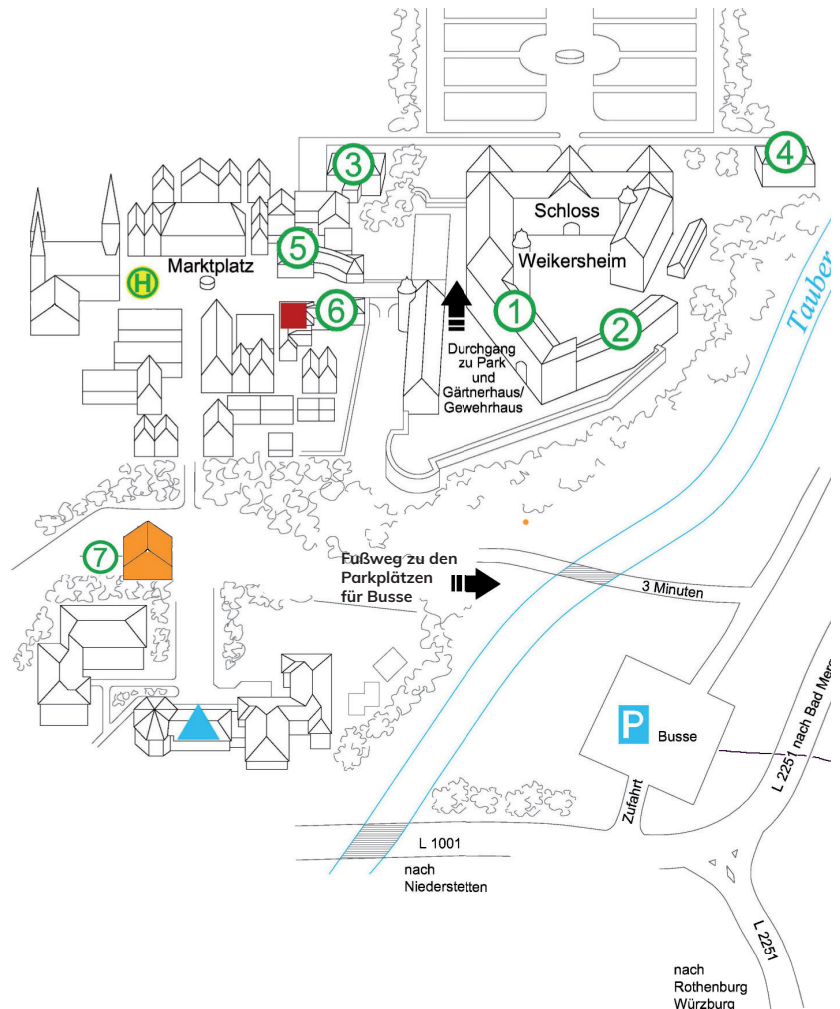 3
4
Schloss
Weikersheim
Tauber
5
Marktplatz
H
6
1
2
Durchgang
zu Park
und
Gärtnerhaus/
Gewehrhaus
7
Fußweg zu den
Parkplätzen
für Busse
3 Minuten
P
Busse
L 2251 nach Bad Merg
Zufahrt
L 1001
nach
Niederstetten
L 2251
nach
Rothenburg
Würzburg